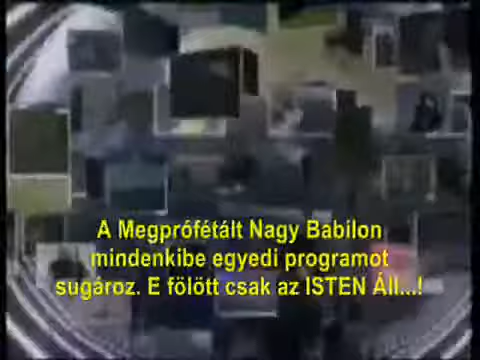 A Megprófétált Nagy Babilon
mindenkibe egyedi programot
sugároz. E fölött csak az ISTEN Áll...!